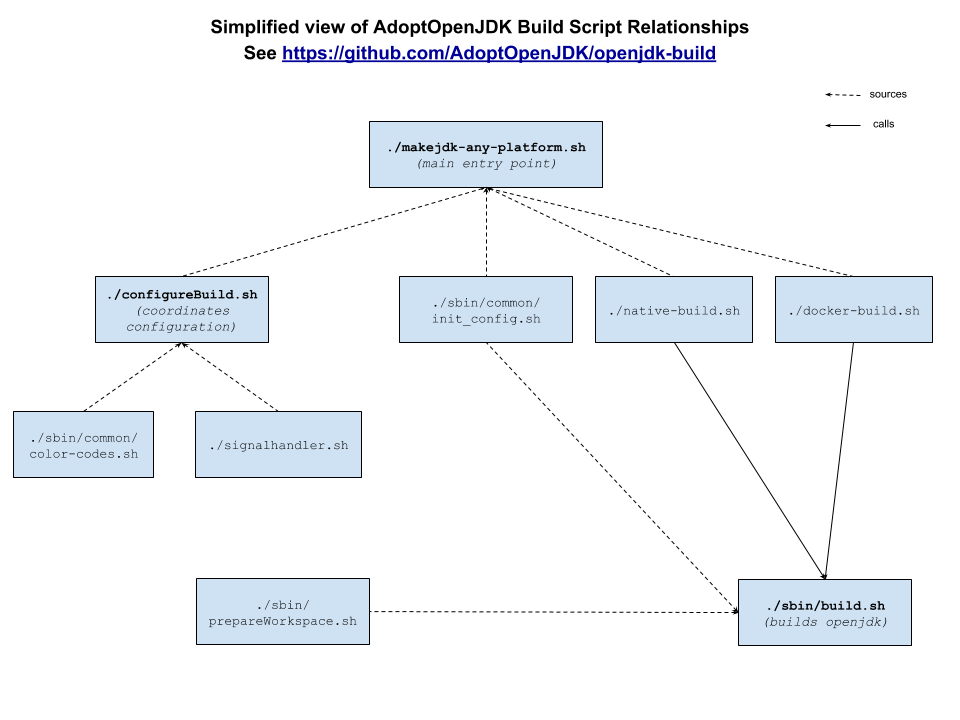 Simplified view of AdoptOpenJDK Build Script Relationships
See https://github.com/AdoptOpenJDK/openjdk-build
sources
calls
./makejdk-any-platform.sh
(main entry point)
./configureBuild.sh
(coordinates
configuration)
./sbin/common/
init_config.sh
./native-build.sh
./docker-build.sh
./sbin/common/
color-codes.sh
./signalhandler.sh
./sbin/
prepareWorkspace.sh
./sbin/build.sh
(builds openjdk)